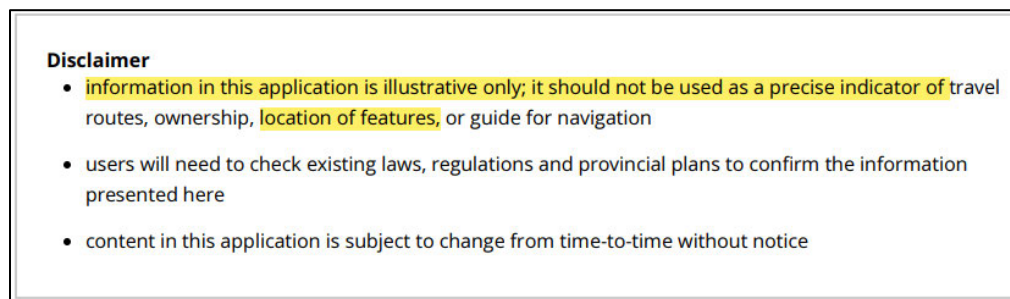 Disclaimer
• information in this application is illustrative only; it should not be used as a precise indicator of travel
routes, ownership, location of features, or guide for navigation
• users will need to check existing laws, regulations and provincial plans to confirm the information
presented here
• content in this application is subject to change from time-to-time without notice